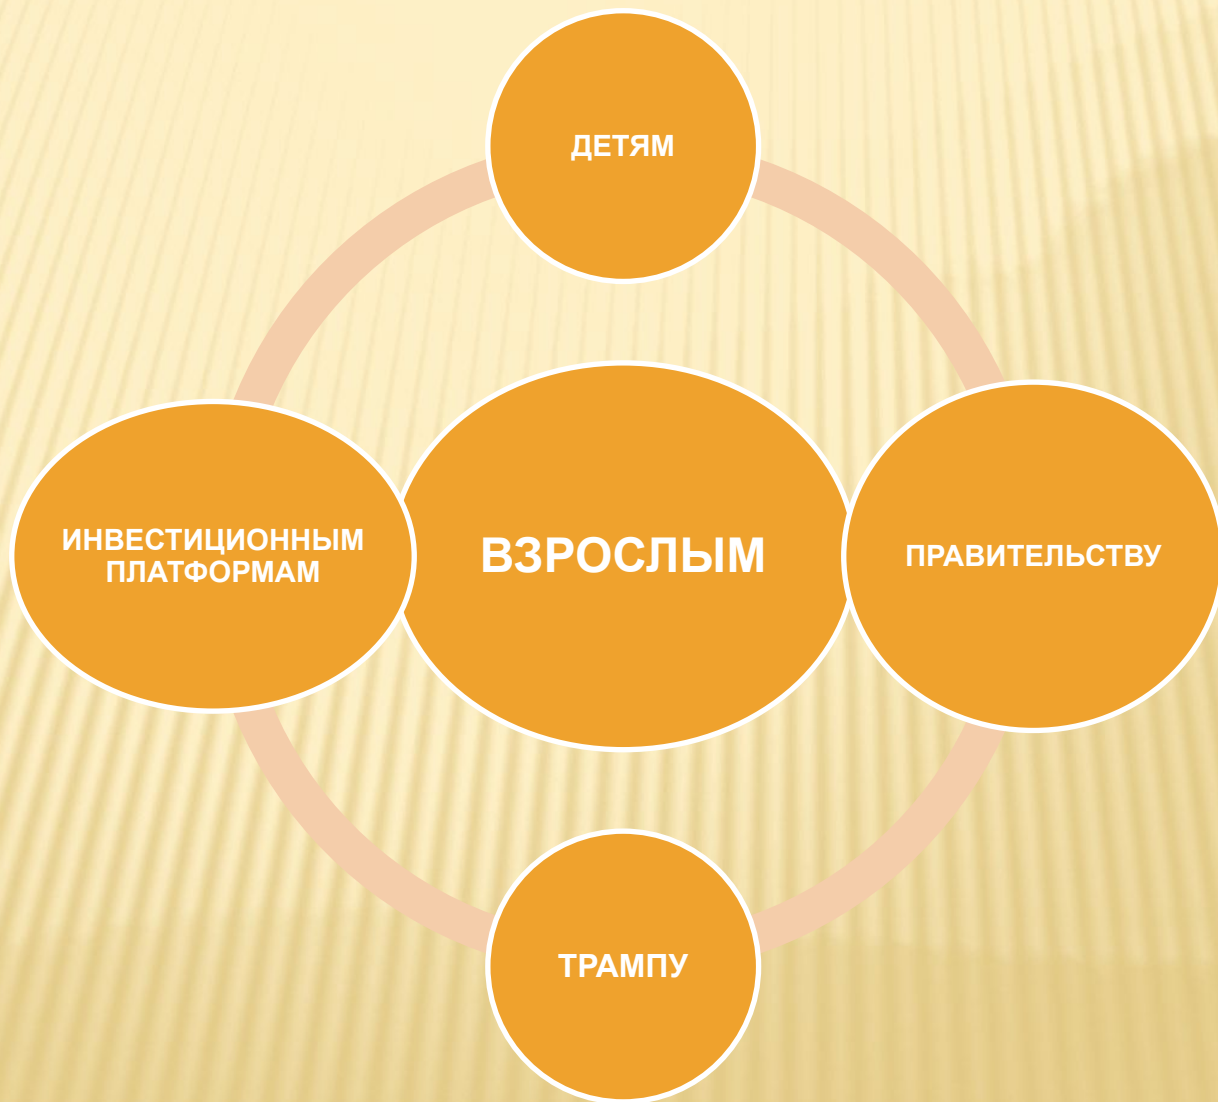 ДЕТЯМ
ИНВЕСТИЦИОННЫМ
ПЛАТФОРМАМ
ВЗРОСЛЫМ
ПРАВИТЕЛЬСТВУ
ТРАМПУ